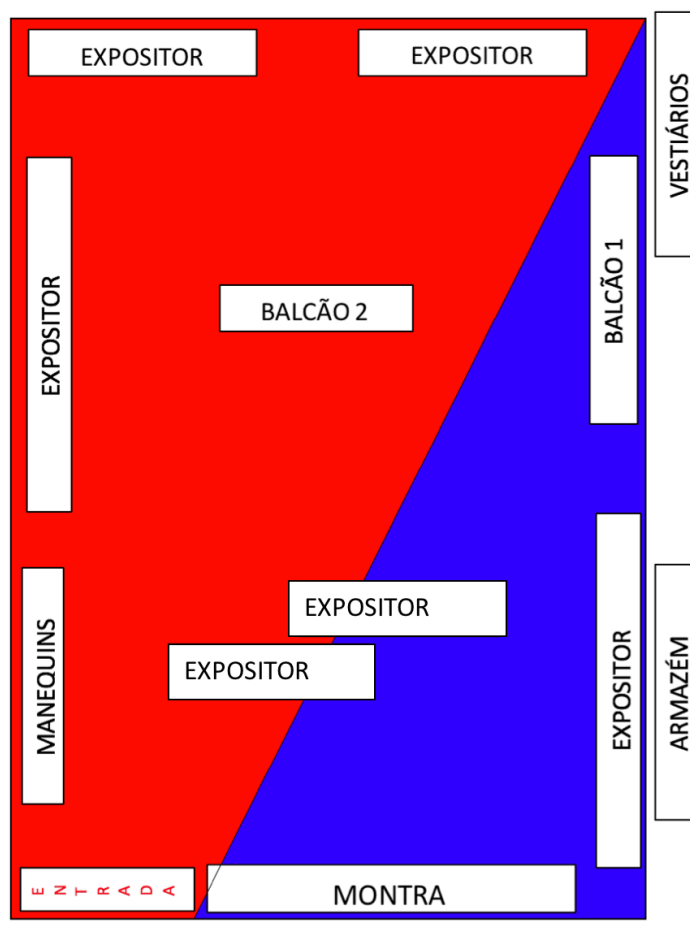 EXPOSITOR
EXPOSITOR
VESTIÁRIOS
EXPOSITOR
BALCÃO 2
BALCÃO 1
EXPOSITOR
EXPOSITOR
MANEQUINS
EXPOSITOR
ARMAZÉM
ENTRADA
MONTRA